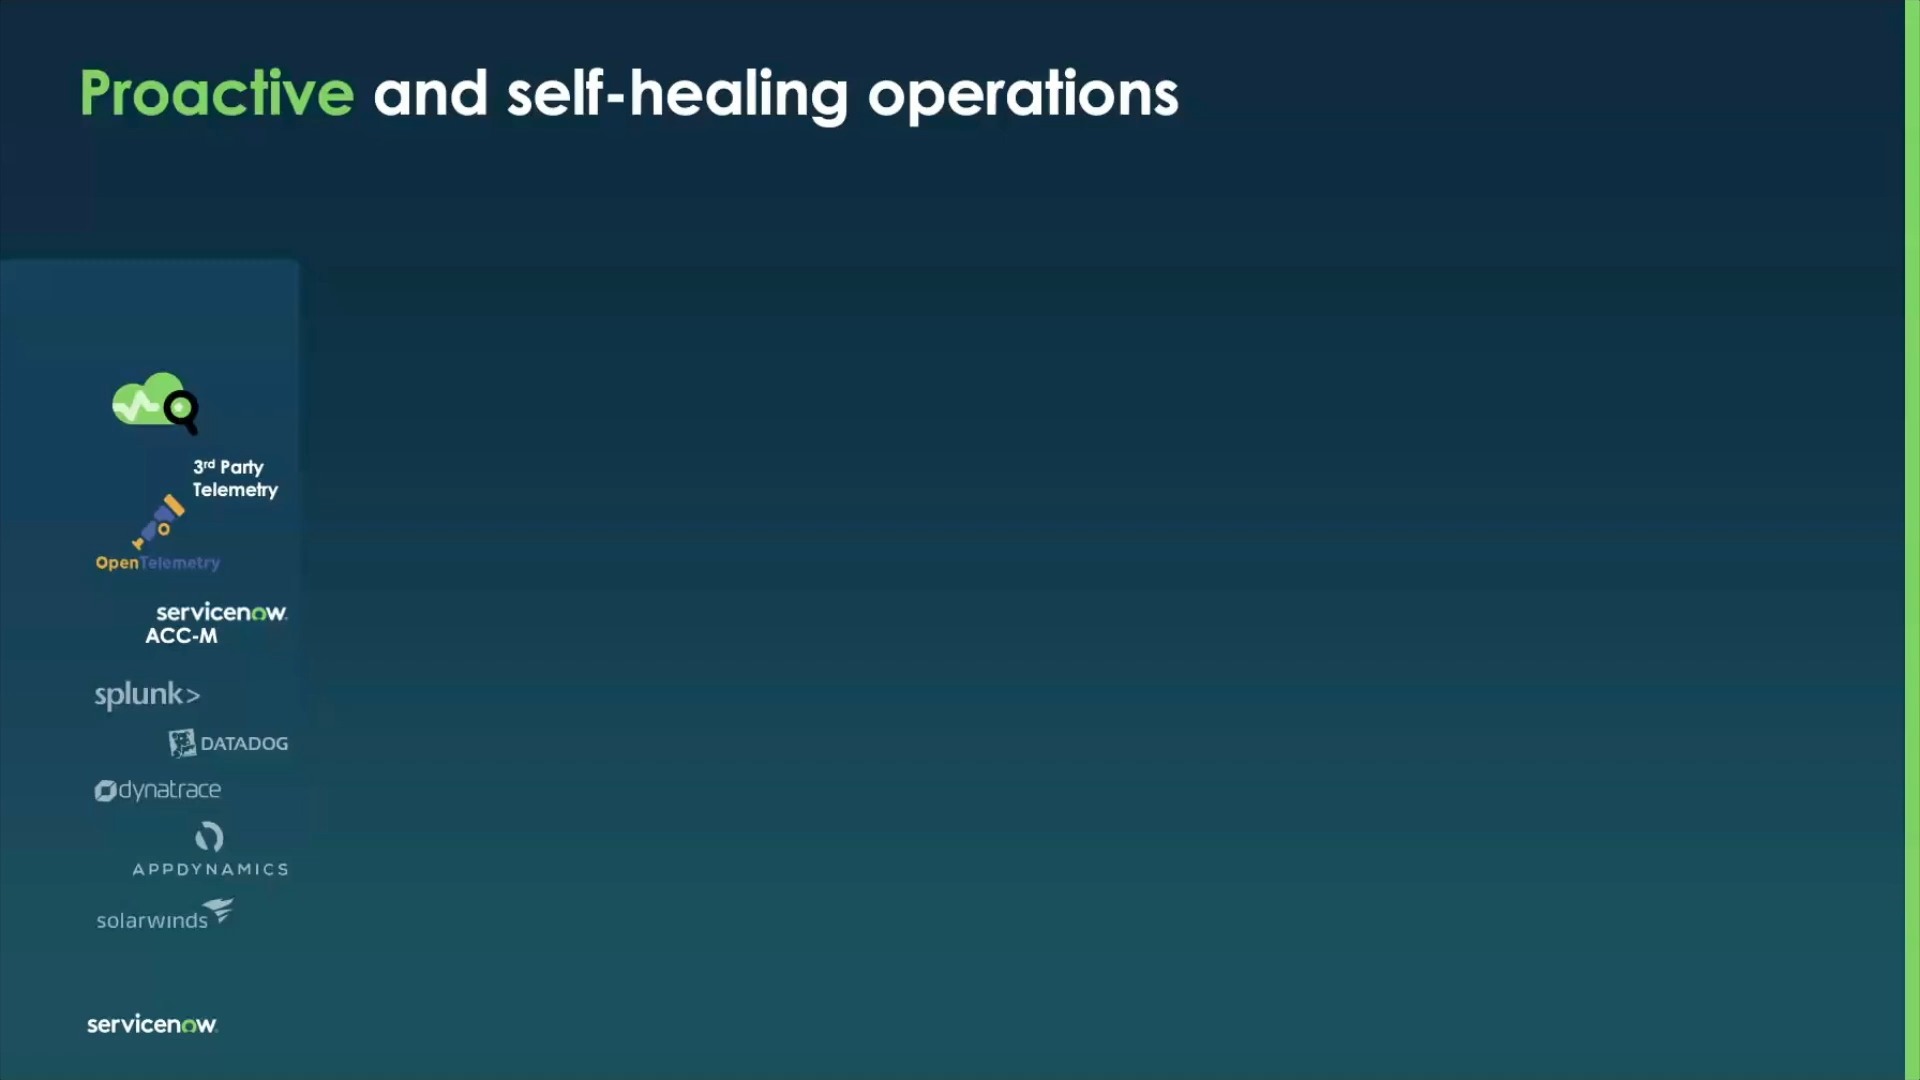 Proactive and self-healing operations
3rd Party
Telemetry
OpenTelemetry
servicenow
ACC-M
splunk>
DATADOG
dynatrace
APPDYNAMICS
solarwinds
servicenow